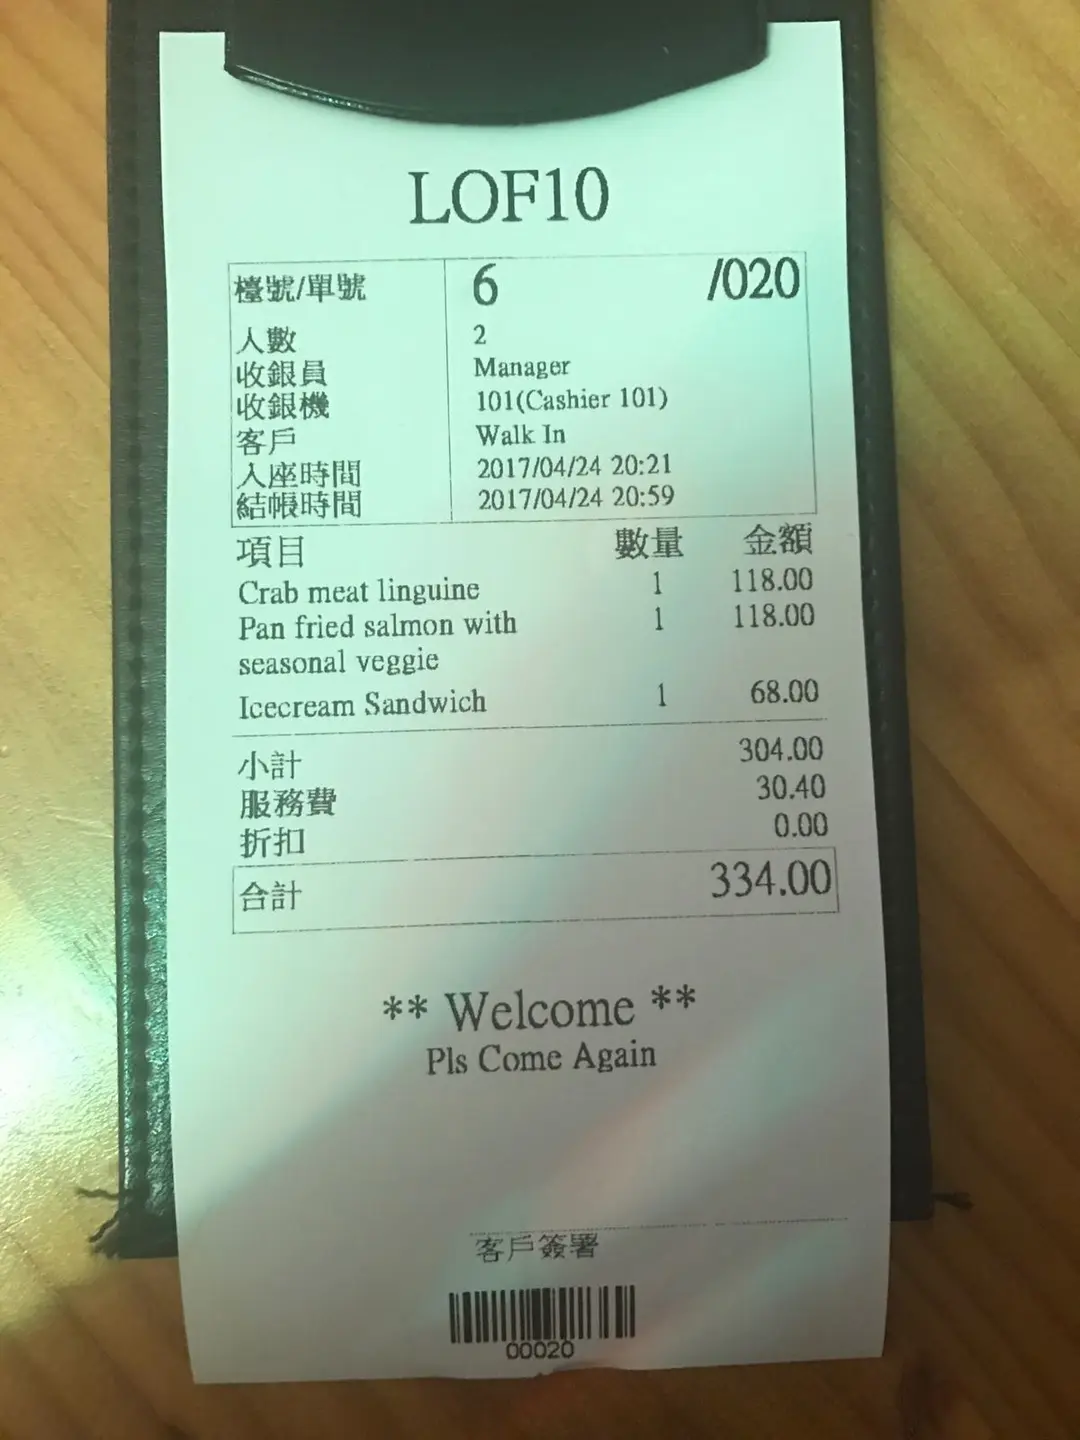 LOF10
檯號/單號 6 /020
人數 2
收銀員 Manager
收銀機 101(Cashier 101)
客戶 Walk In
入座時間 2017/04/24 20:21
結帳時間 2017/04/24 20:59
項目 數量 金額
Crab meat linguine 1 118.00
Pan fried salmon with 1 118.00
seasonal veggie
Icecream Sandwich 1 68.00
小計 304.00
服務費 30.40
折扣 0.00
合計 334.00
** Welcome **
Pls Come Again
客戶簽署
00020